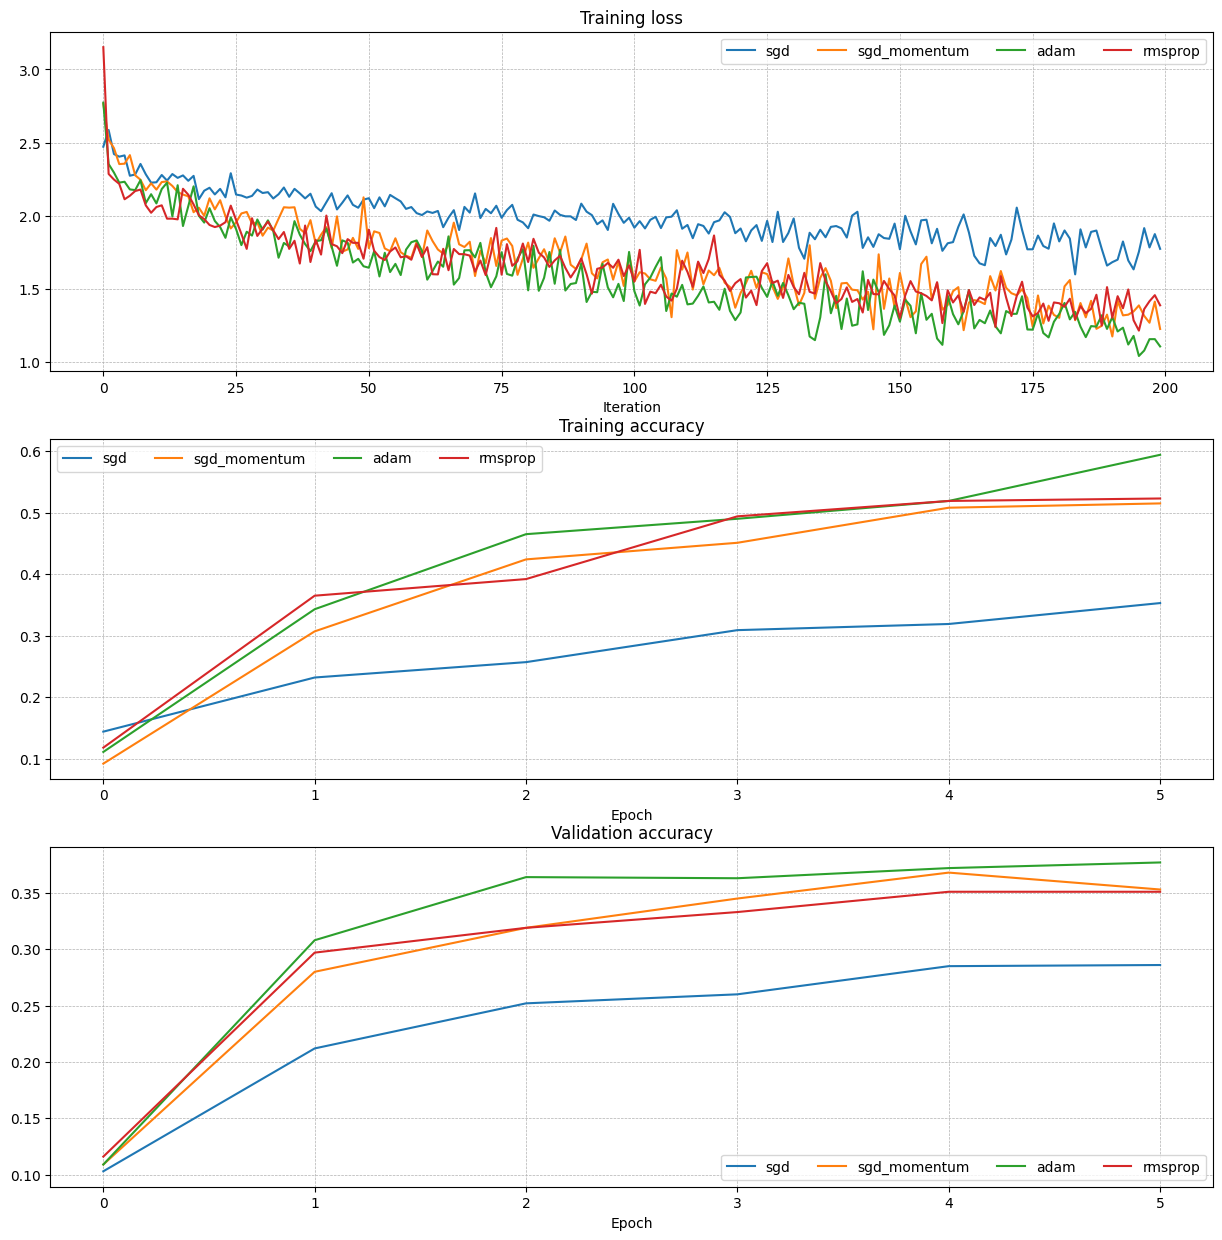 Training loss
sgd sgd_momentum adam rmsprop
3.0
2.5
2.0
1.5
1.0
0 25 50 75 100 125 150 175 200
Iteration
Training accuracy
sgd sgd_momentum adam rmsprop
0.6
0.5
0.4
0.3
0.2
0.1
0 1 2 3 4 5
Epoch
Validation accuracy
0.35
0.30
0.25
0.20
0.15
sgd sgd_momentum adam rmsprop
0.10
0 1 2 3 4 5
Epoch